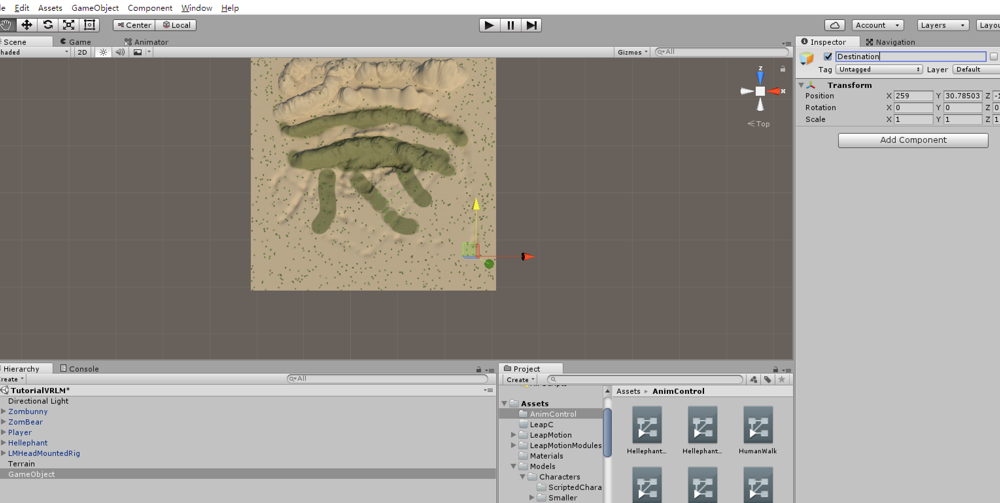 le Edit Assets GameObject Component Window Help
Center Local Account Layers Layou
Scene Game Animator
haded 2D Gizmos All
z
x
Top
Inspector Navigation
Destination
Tag Untagged Layer Default
Transform
Position X 259 Y 30.78503 Z -1
Rotation X 0 Y 0 Z 0
Scale X 1 Y 1 Z 1
Add Component
Hierarchy Console
reate All
TutorialVRLM*
Directional Light
Zombunny
ZomBear
Player
Hellephant
LMHeadMountedRig
Terrain
GameObject
Project
Create
Assets
AnimControl
LeapC
LeapMotion
LeapMotionModules
Materials
Models
Characters
ScriptedChara
Smaller
Assets AnimControl
Hellephant... Hellephant... HumanWalk